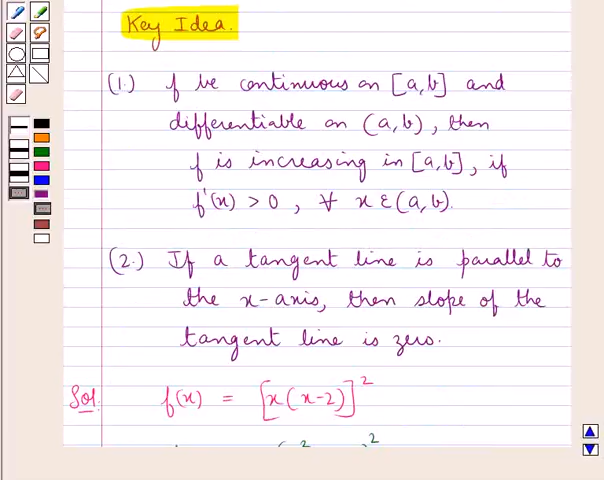 Key Idea.
(1.) f be continuous on [a,b] and
differentiable on (a,b), then
f is increasing in [a,b], if
f'(x) > 0, ∀ x ε (a,b).
(2.) If a tangent line is parallel to
the x-axis, then slope of the
tangent line is zero.
Sol. f(x) = [x(x-2)]²